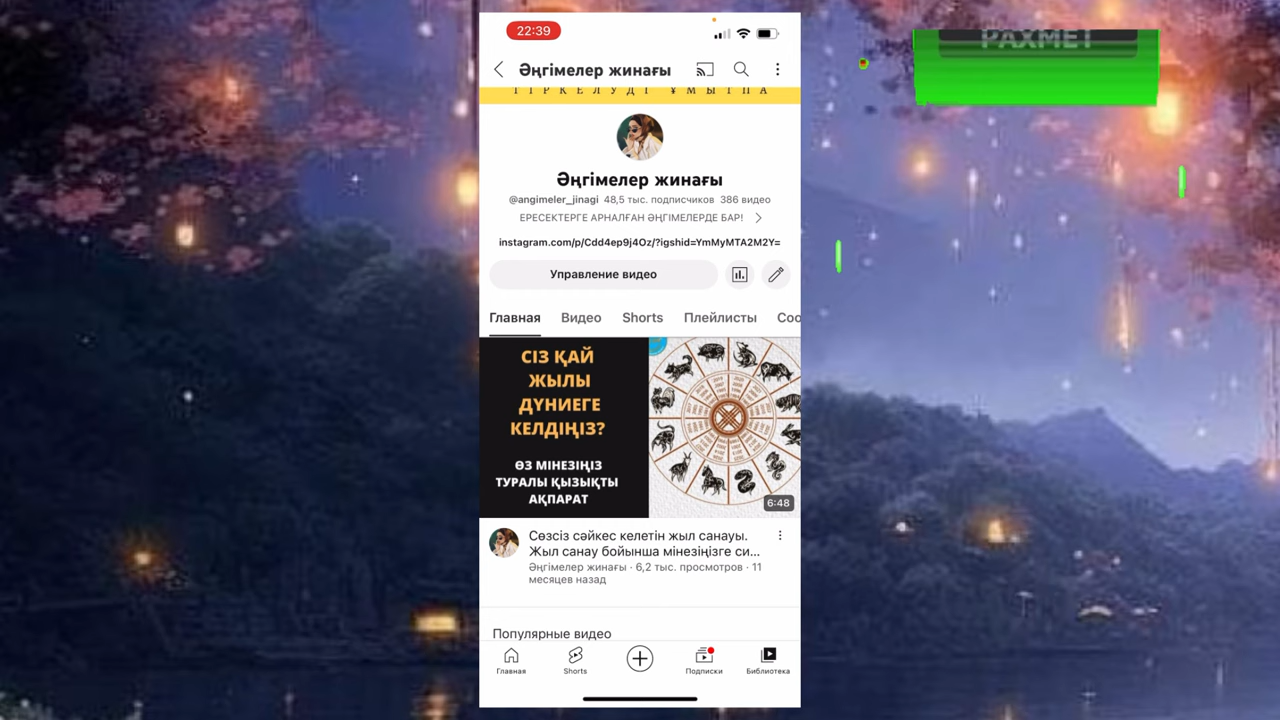 22:39
РАХМЕТ
Әңгімелер жинағы
ТІРКЕЛУДІ ҰМЫТПА
Әңгімелер жинағы
@angimeler_jinagi 48,5 тыс. подписчиков 386 видео
ЕРЕСЕКТЕРГЕ АРНАЛҒАН ӘҢГІМЕЛЕРДЕ БАР!
instagram.com/p/Cdd4ep9j4Oz/?igshid=YmMyMTA2M2Y=
Управление видео
Главная Видео Shorts Плейлисты Соо
СІЗ ҚАЙ
ЖЫЛЫ
ДҮНИЕГЕ
КЕЛДІҢІЗ?
ӨЗ МІНЕЗІҢІЗ
ТУРАЛЫ ҚЫЗЫҚТЫ
АҚПАРАТ
6:48
Сөзсіз сәйкес келетін жыл санауы.
Жыл санау бойынша мінезіңізге си...
Әңгімелер жинағы · 6,2 тыс. просмотров · 11
месяцев назад
Популярные видео
Главная Shorts Подписки Библиотека